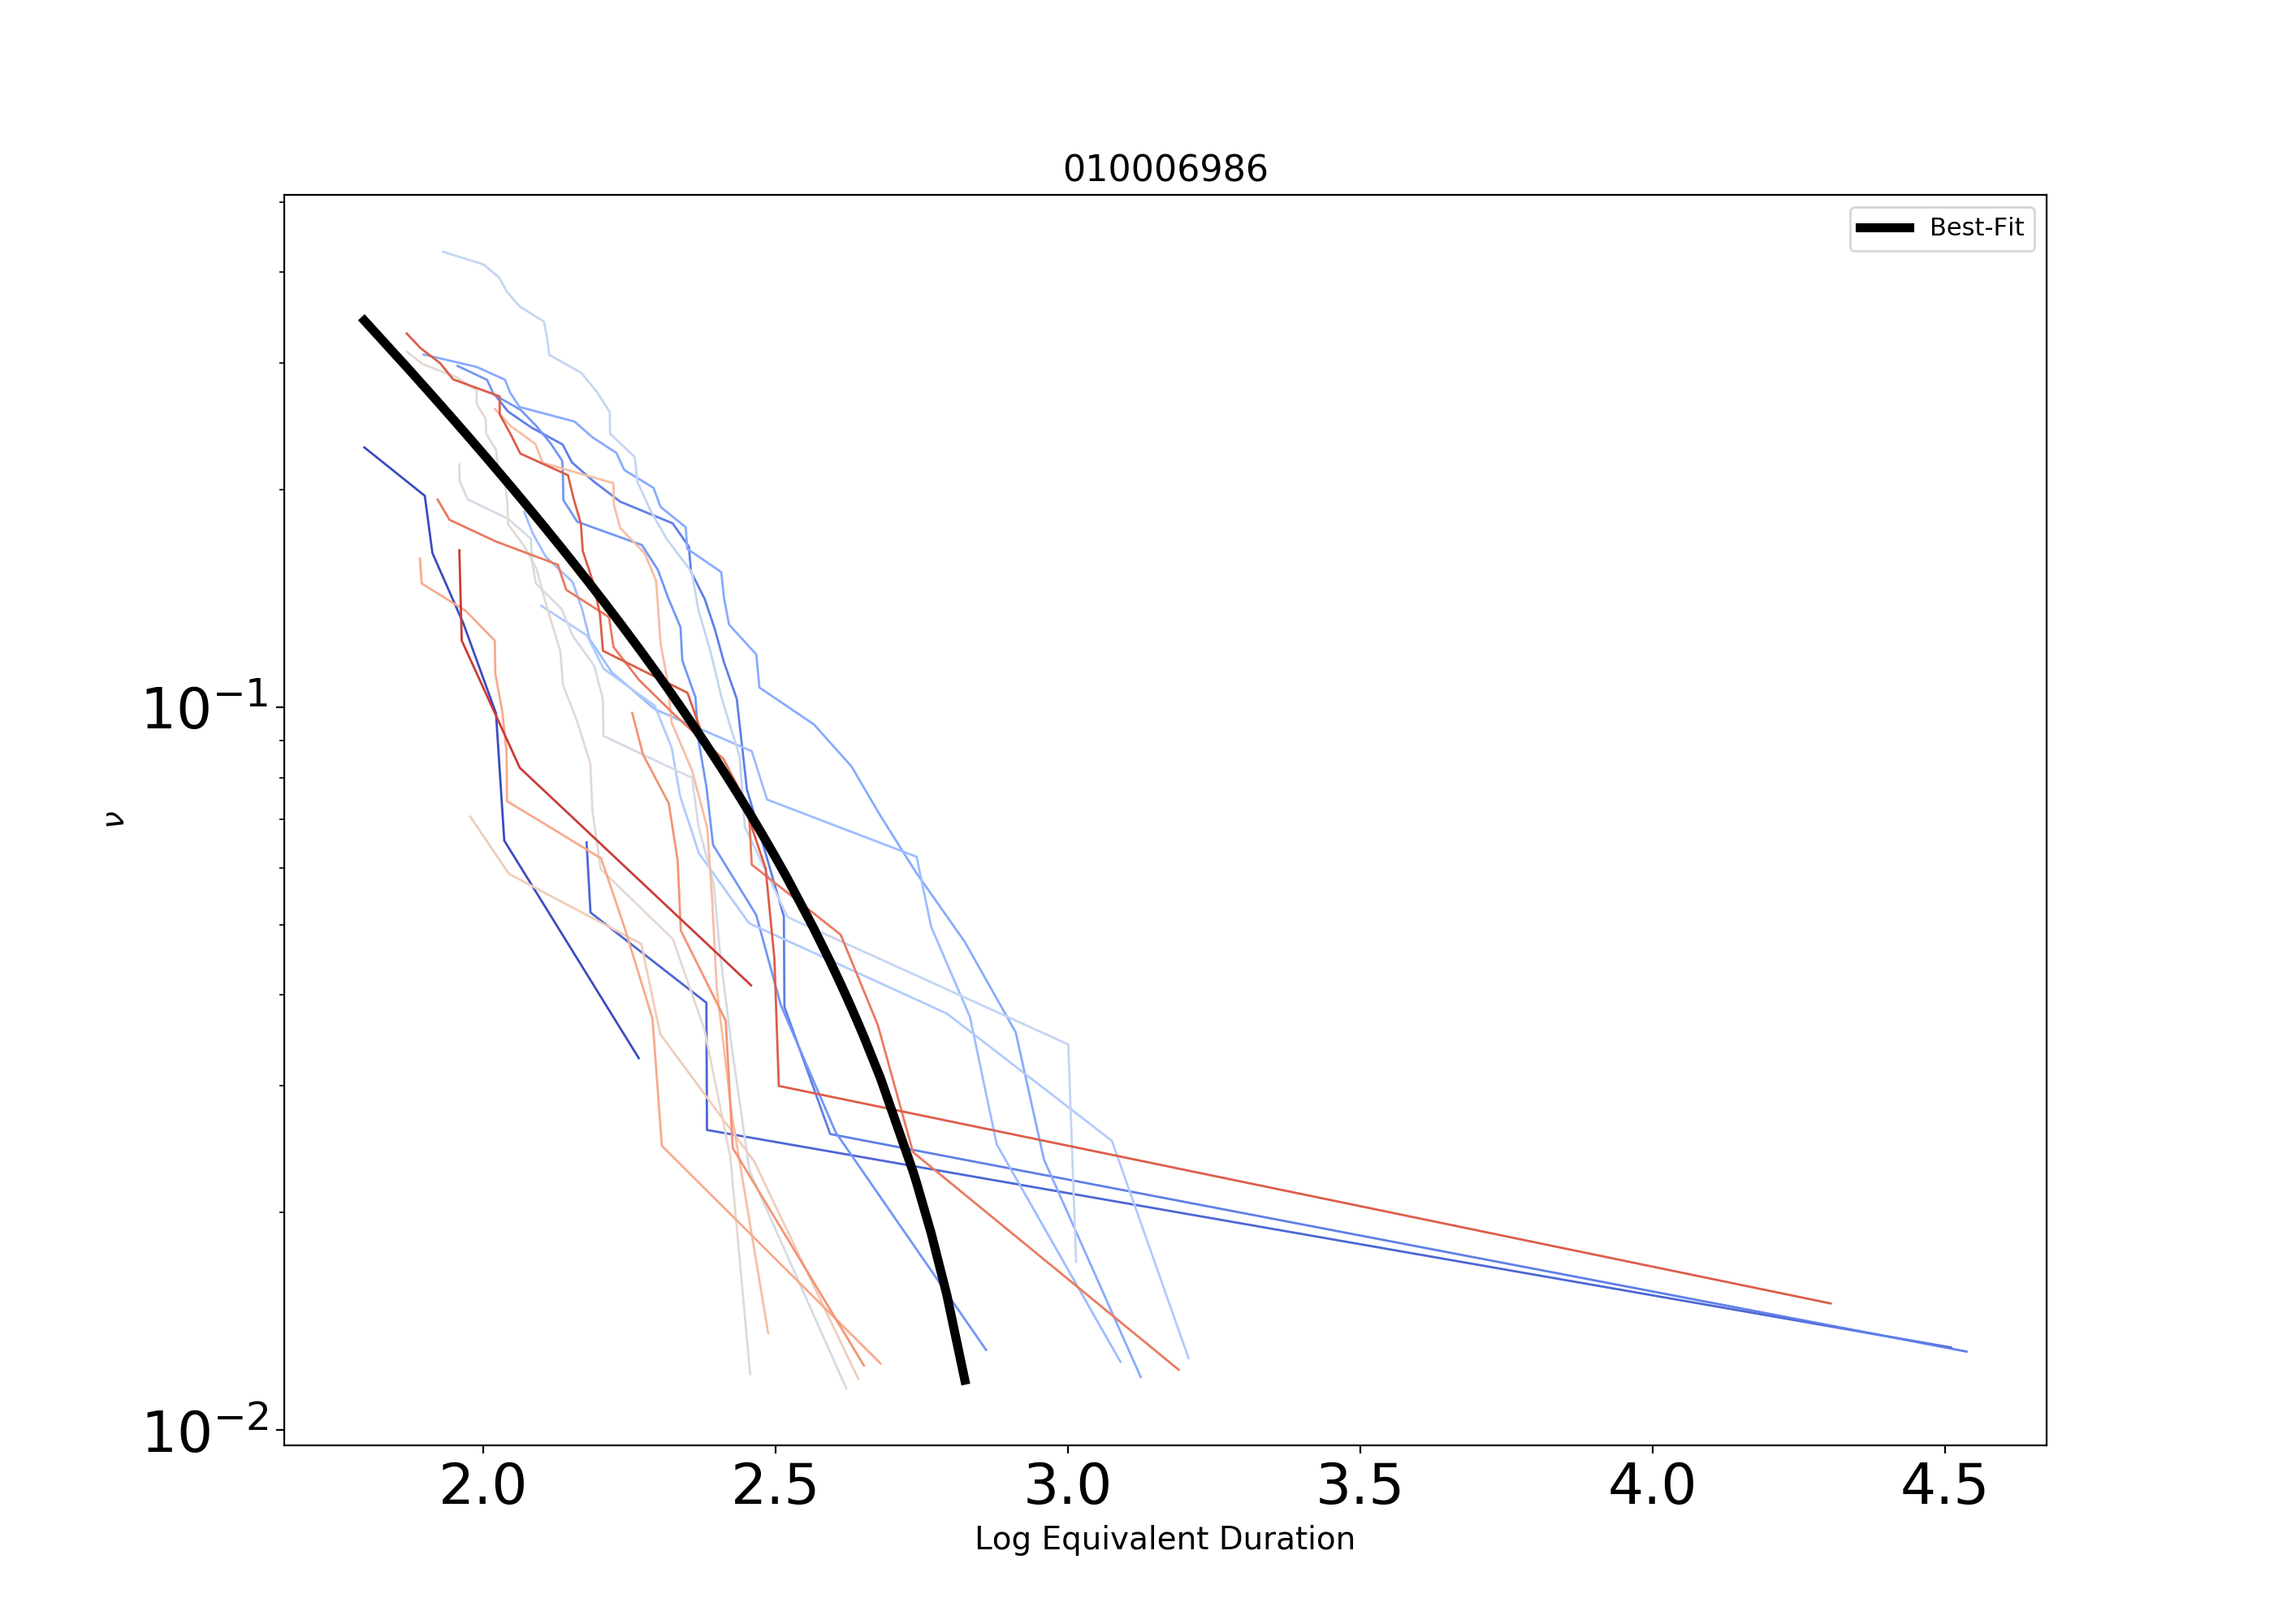 010006986
Best-Fit
10⁻¹
ν
10⁻²
2.0 2.5 3.0 3.5 4.0 4.5
Log Equivalent Duration